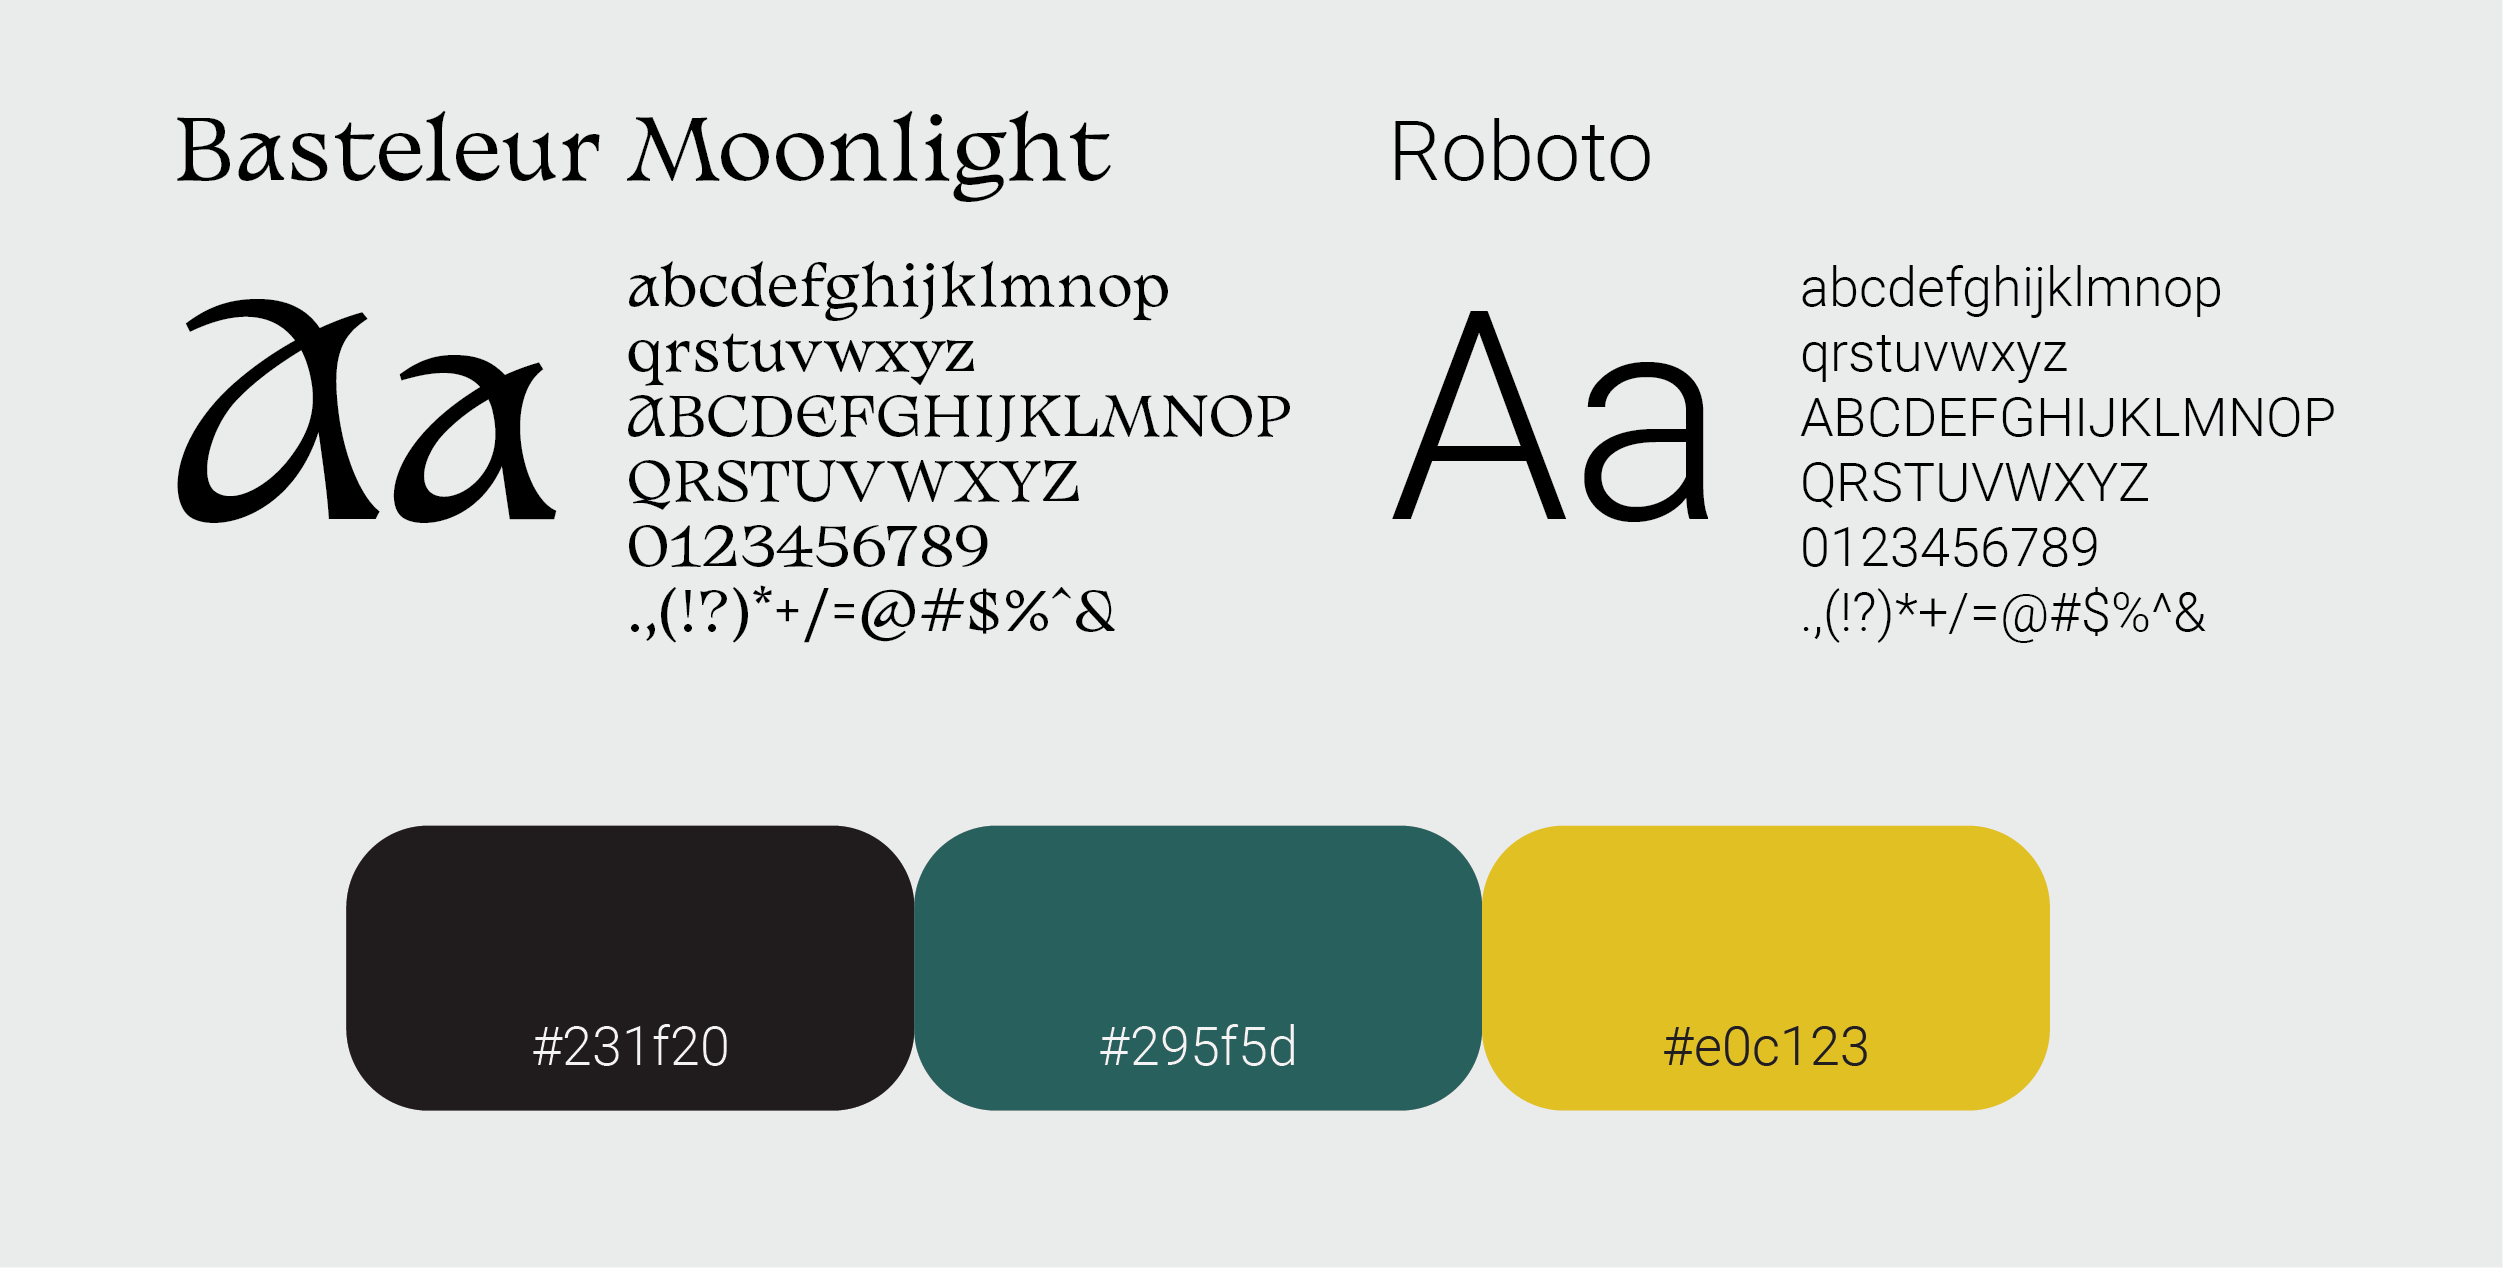 Basteleur Moonlight
Aa
abcdefghijklmnop
qrstuvwxyz
ABCDEFGHIJKLMNOP
QRSTUVWXYZ
0123456789
.,(!?)*+/=@#$%^&
Roboto
Aa
abcdefghijklmnop
qrstuvwxyz
ABCDEFGHIJKLMNOP
QRSTUVWXYZ
0123456789
.,(!?)*+/=@#$%^&
#231f20
#295f5d
#e0c123